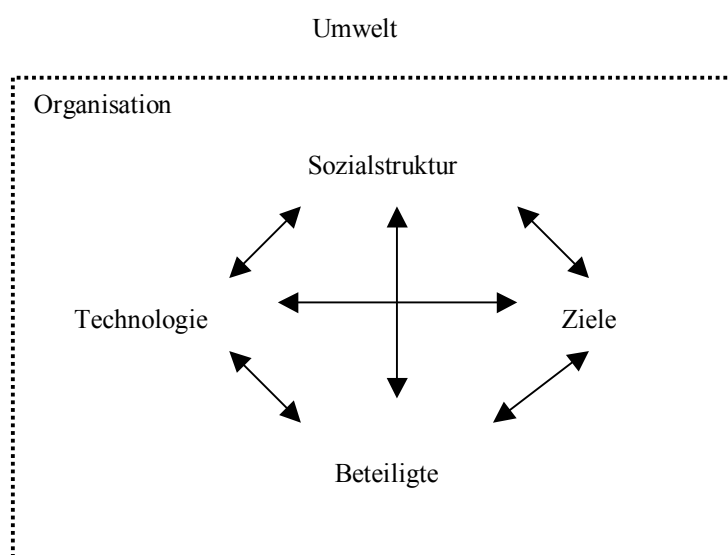 Umwelt
Organisation
Sozialstruktur
Technologie
Ziele
Beteiligte